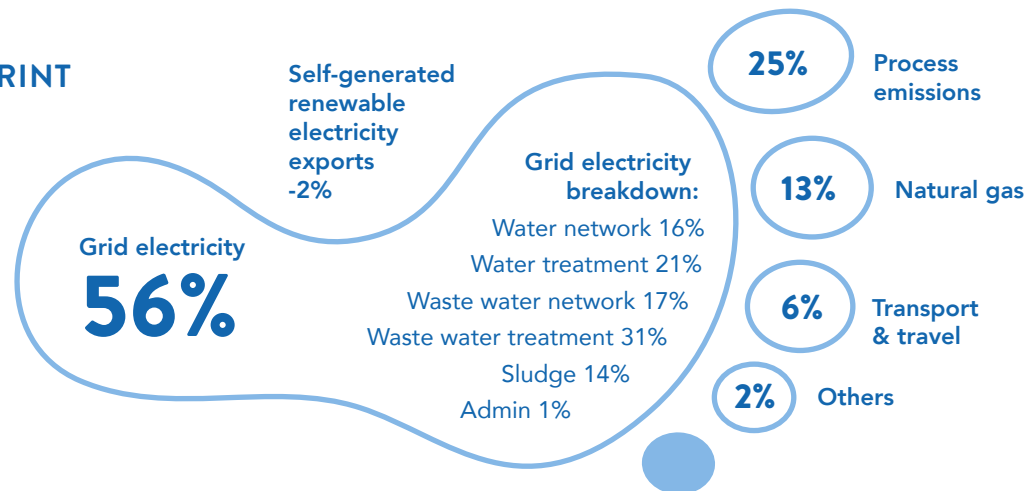 RINT
Self-generated
renewable
electricity
exports
-2%
Grid electricity
56%
Grid electricity
breakdown:
Water network 16%
Water treatment 21%
Waste water network 17%
Waste water treatment 31%
Sludge 14%
Admin 1%
25%
Process
emissions
13%
Natural gas
6%
Transport
& travel
2%
Others